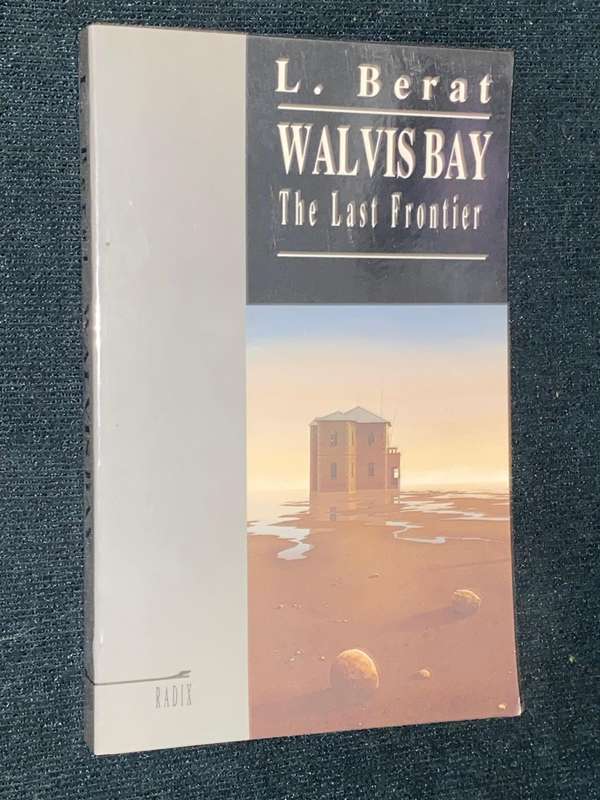 L. Berat
WALVIS BAY
The Last Frontier
RADIX